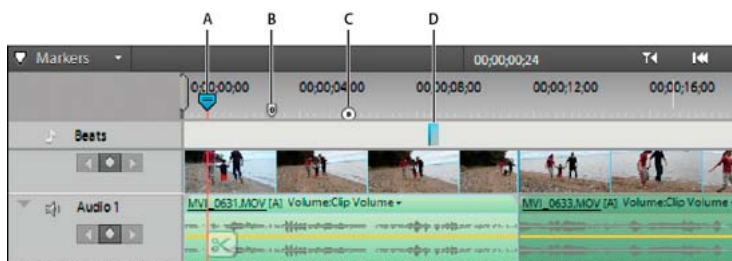 A B C D
Markers 00;00;00;24
0;00;00;00 00;00;04;00 00;00;08;00 00;00;12;00 00;00;16;00
Beats
MVI_0631.MOV [A] Volume:Clip Volume MVI_0633.MOV [A] Volume:Clip Volume
Audio 1